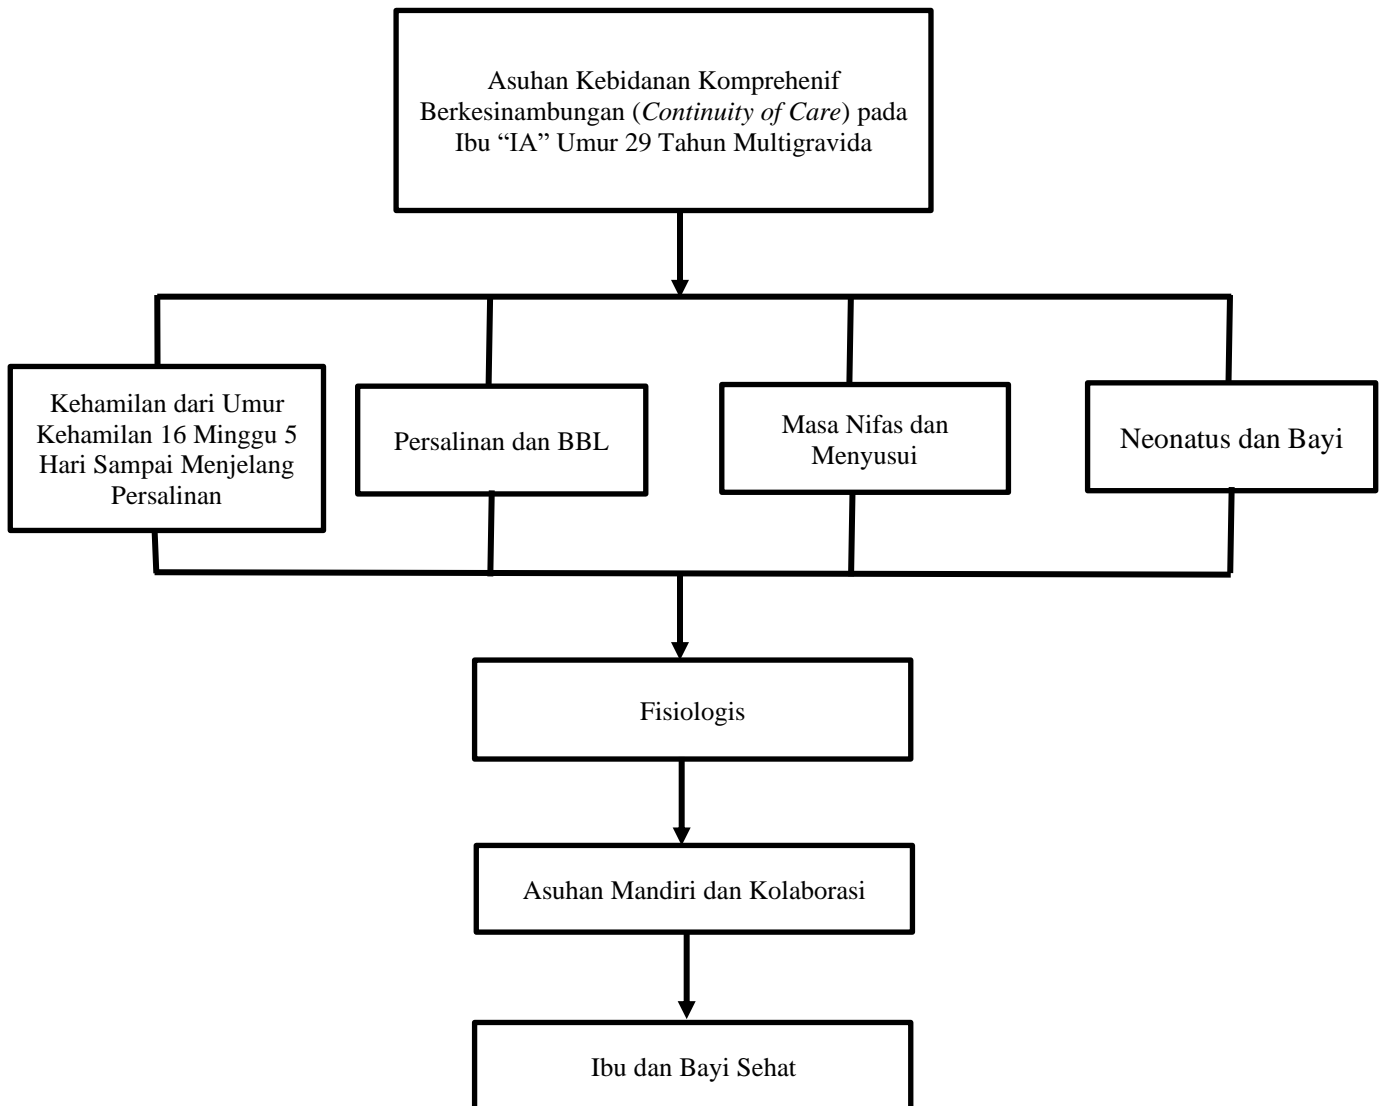 Asuhan Kebidanan Komprehenif
Berkesinambungan (Continuity of Care) pada
Ibu “IA” Umur 29 Tahun Multigravida
Kehamilan dari Umur
Kehamilan 16 Minggu 5
Hari Sampai Menjelang
Persalinan
Persalinan dan BBL
Masa Nifas dan
Menyusui
Neonatus dan Bayi
Fisiologis
Asuhan Mandiri dan Kolaborasi
Ibu dan Bayi Sehat